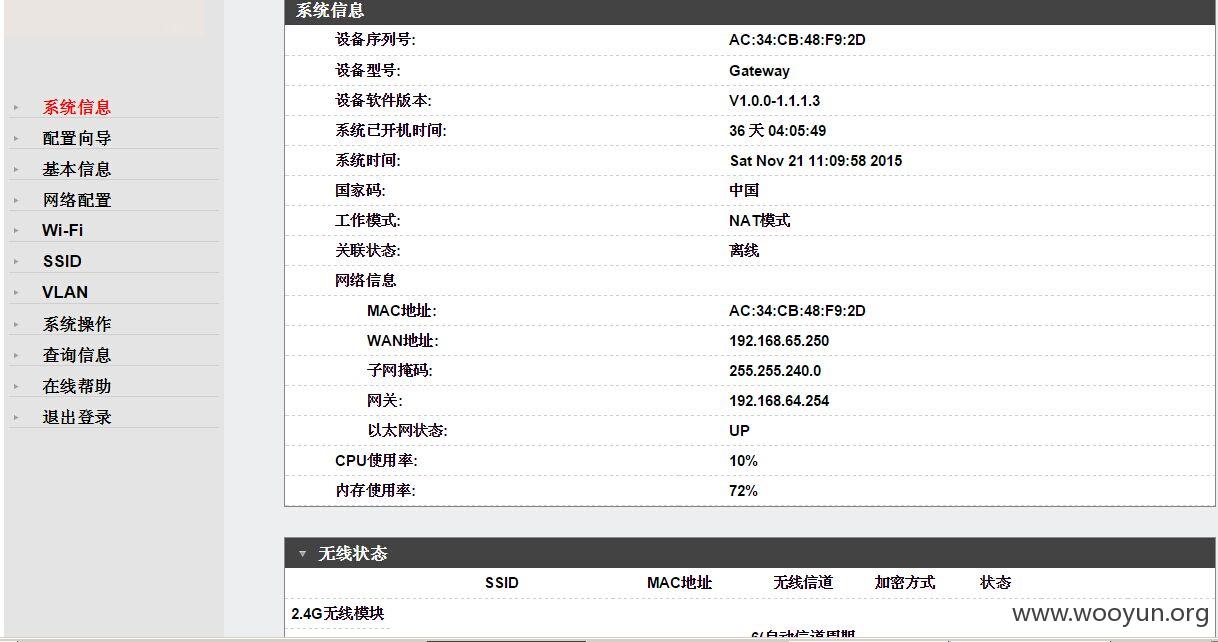 系统信息
配置向导
基本信息
网络配置
Wi-Fi
SSID
VLAN
系统操作
查询信息
在线帮助
退出登录
系统信息
设备序列号: AC:34:CB:48:F9:2D
设备型号: Gateway
设备软件版本: V1.0.0-1.1.1.3
系统已开机时间: 36 天 04:05:49
系统时间: Sat Nov 21 11:09:58 2015
国家码: 中国
工作模式: NAT模式
关联状态: 离线
网络信息
MAC地址: AC:34:CB:48:F9:2D
WAN地址: 192.168.65.250
子网掩码: 255.255.240.0
网关: 192.168.64.254
以太网状态: UP
CPU使用率: 10%
内存使用率: 72%
无线状态
SSID MAC地址 无线信道 加密方式 状态
2.4G无线模块
6(自动信道周期
www.wooyun.org